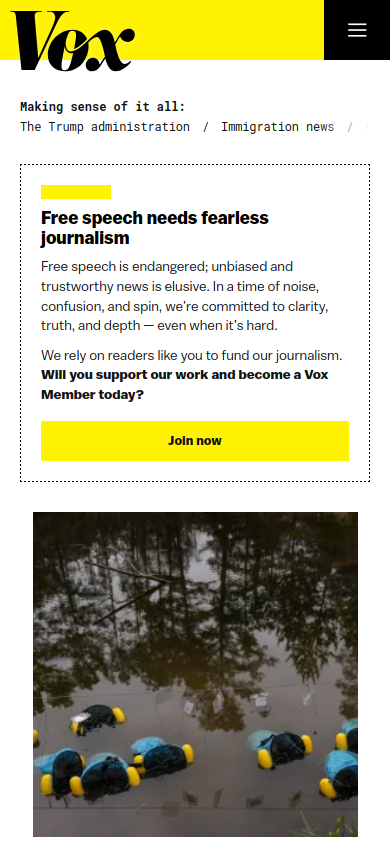 Vox
Making sense of it all:
The Trump administration / Immigration news /
Free speech needs fearless
journalism
Free speech is endangered; unbiased and
trustworthy news is elusive. In a time of noise,
confusion, and spin, we're committed to clarity,
truth, and depth — even when it's hard.
We rely on readers like you to fund our journalism.
Will you support our work and become a Vox
Member today?
Join now